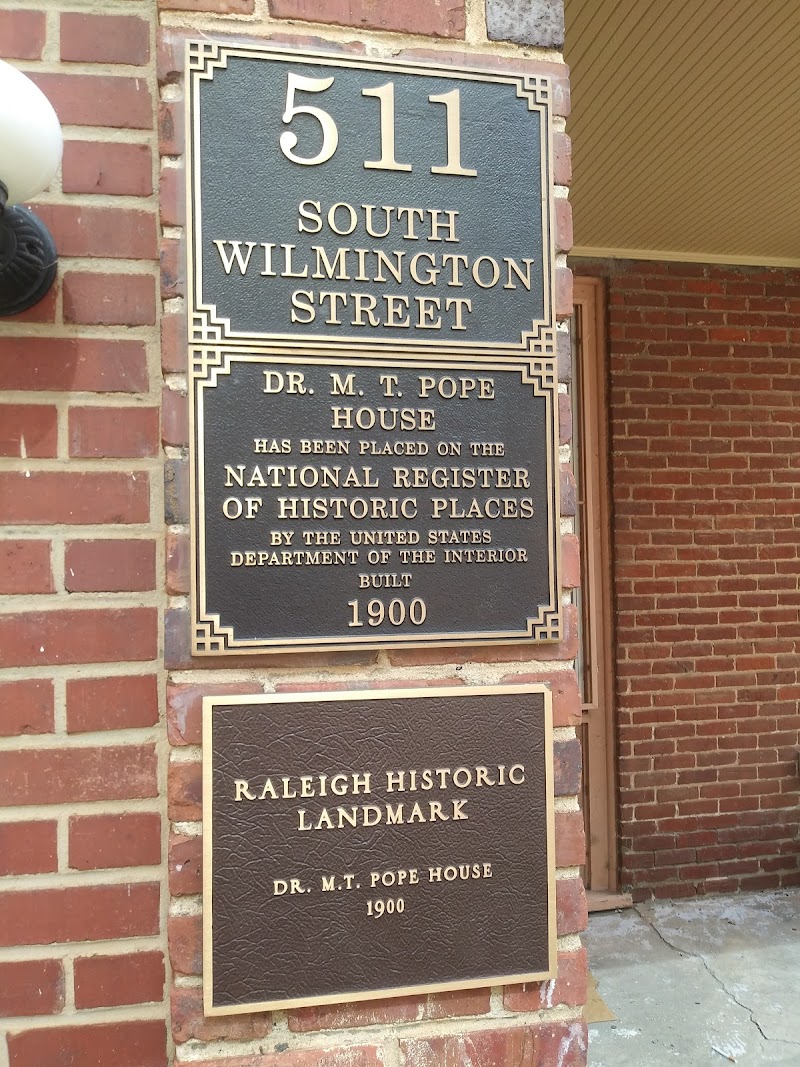 511
SOUTH
WILMINGTON
STREET
DR. M. T. POPE
HOUSE
HAS BEEN PLACED ON THE
NATIONAL REGISTER
OF HISTORIC PLACES
BY THE UNITED STATES
DEPARTMENT OF THE INTERIOR
BUILT
1900
RALEIGH HISTORIC
LANDMARK
DR. M.T. POPE HOUSE
1900